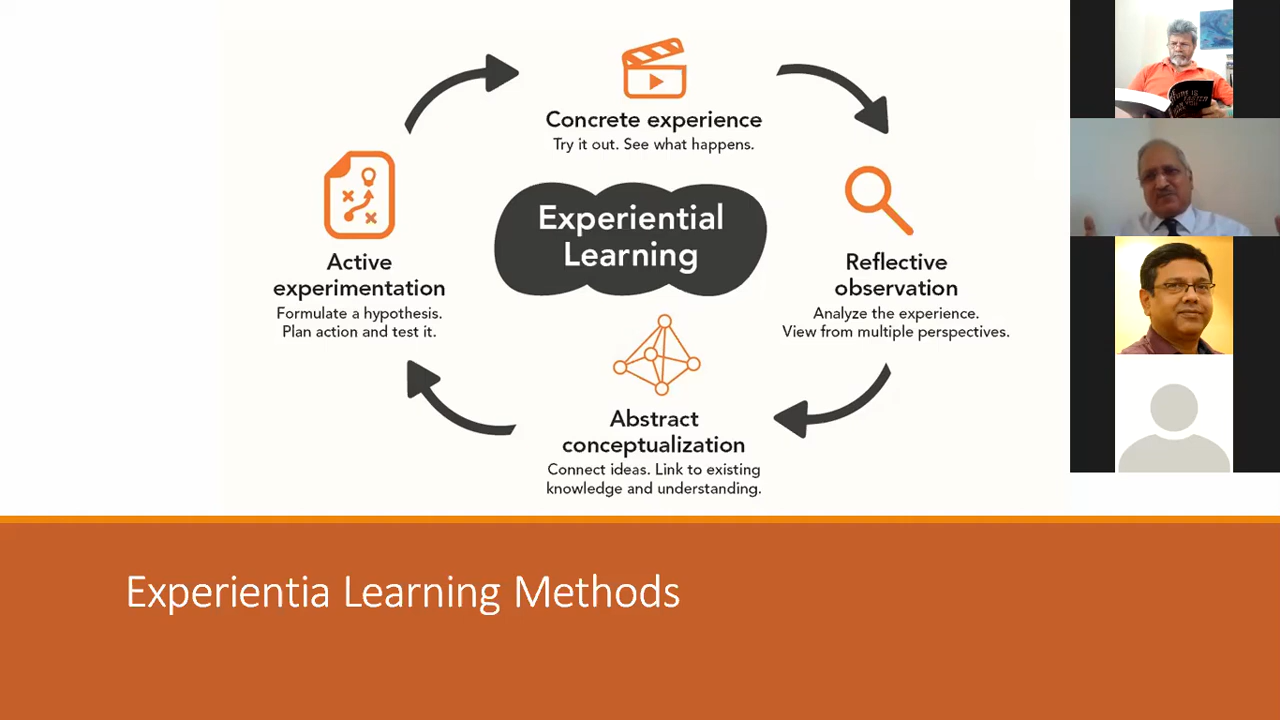 Concrete experience
Try it out. See what happens.
Experiential
Learning
Active
experimentation
Formulate a hypothesis.
Plan action and test it.
Reflective
observation
Analyze the experience.
View from multiple perspectives.
Abstract
conceptualization
Connect ideas. Link to existing
knowledge and understanding.
Experientia Learning Methods